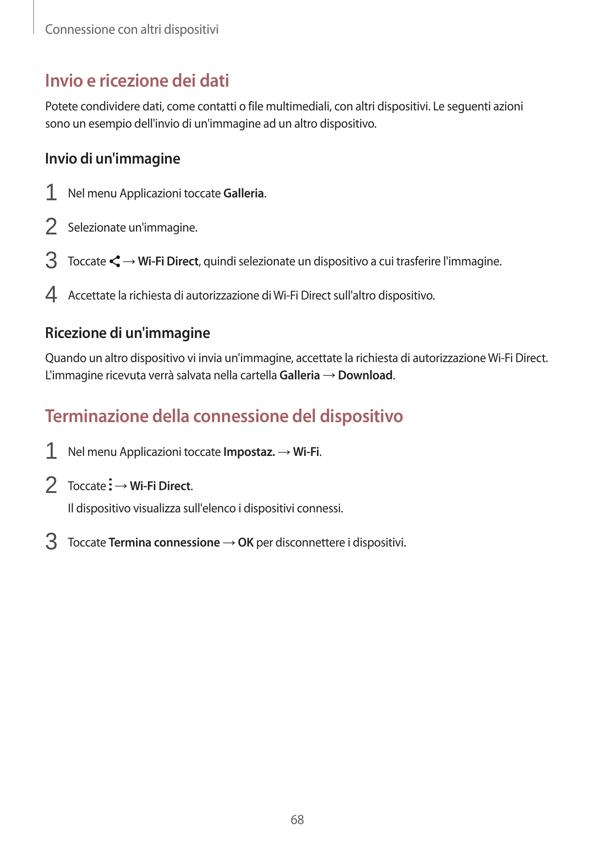 Connessione con altri dispositivi
Invio e ricezione dei dati
Potete condividere dati, come contatti o file multimediali, con altri dispositivi. Le seguenti azioni
sono un esempio dell'invio di un'immagine ad un altro dispositivo.
Invio di un'immagine
1 Nel menu Applicazioni toccate Galleria.
2 Selezionate un'immagine.
3 Toccate → Wi-Fi Direct, quindi selezionate un dispositivo a cui trasferire l'immagine.
4 Accettate la richiesta di autorizzazione di Wi-Fi Direct sull'altro dispositivo.
Ricezione di un'immagine
Quando un altro dispositivo vi invia un'immagine, accettate la richiesta di autorizzazione Wi-Fi Direct.
L'immagine ricevuta verrà salvata nella cartella Galleria → Download.
Terminazione della connessione del dispositivo
1 Nel menu Applicazioni toccate Impostaz. → Wi-Fi.
2 Toccate → Wi-Fi Direct.
Il dispositivo visualizza sull'elenco i dispositivi connessi.
3 Toccate Termina connessione → OK per disconnettere i dispositivi.
68